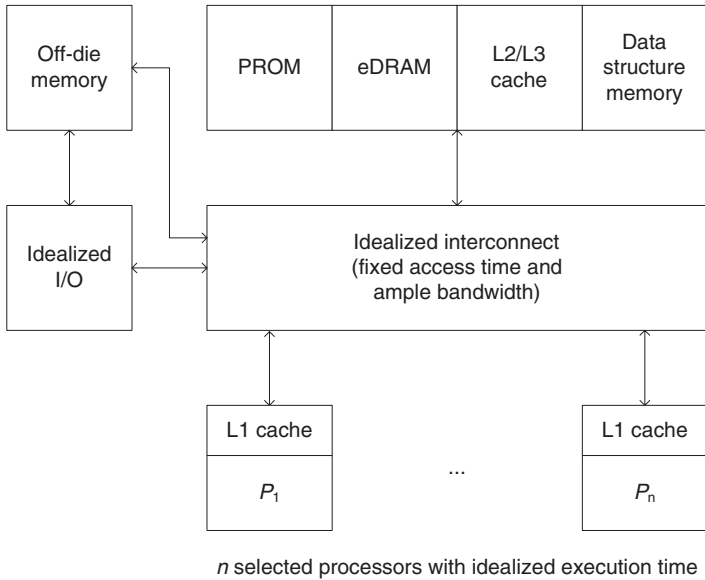 Off-die
memory
PROM
eDRAM
L2/L3
cache
Data
structure
memory
Idealized
I/O
Idealized interconnect
(fixed access time and
ample bandwidth)
L1 cache
P1
...
L1 cache
Pn
n selected processors with idealized execution time